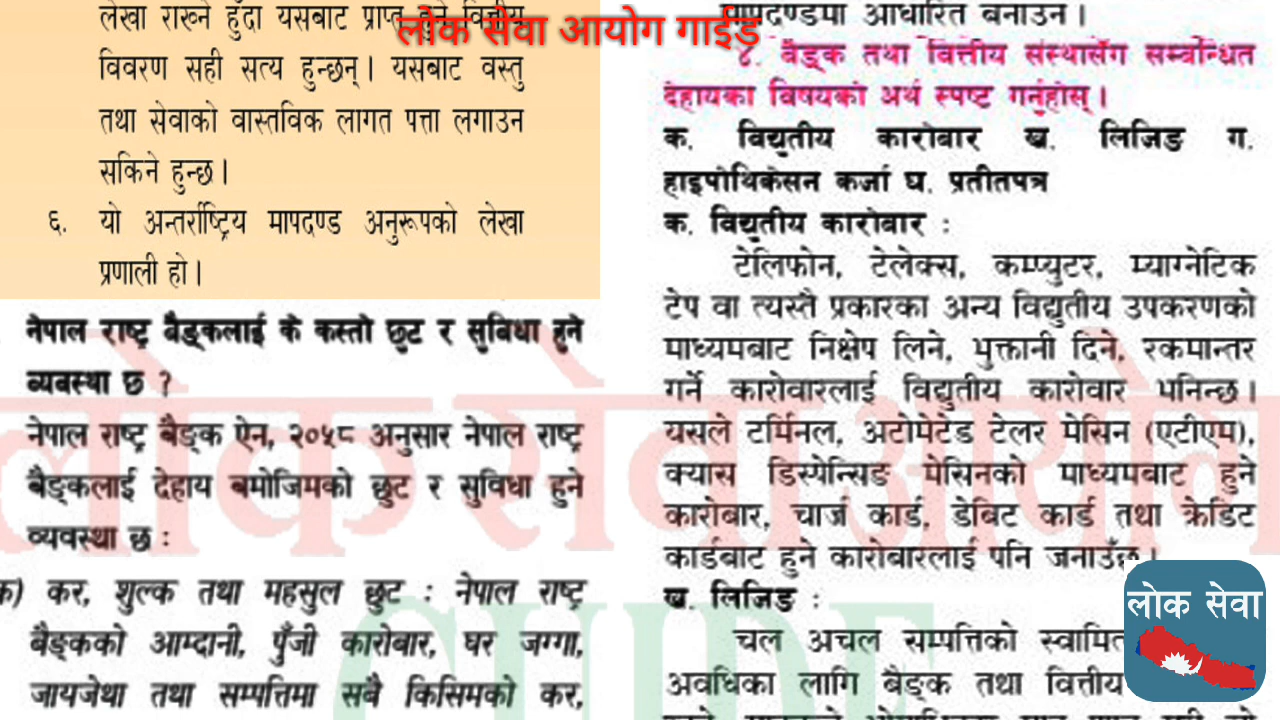 लोक सेवा आयोग गाईड
लेखा राख्ने हुँदा यसबाट प्राप्त हुने वित्तीय
विवरण सही सत्य हुन्छन् । यसबाट वस्तु
तथा सेवाको वास्तविक लागत पत्ता लगाउन
सकिने हुन्छ ।
६. यो अन्तर्राष्ट्रिय मापदण्ड अनुरूपको लेखा
प्रणाली हो ।
नेपाल राष्ट्र बैङ्कलाई के कस्तो छुट र सुविधा हुने
व्यवस्था छ ?
नेपाल राष्ट्र बैङ्क ऐन, २०५८ अनुसार नेपाल राष्ट्र
बैङ्कलाई देहाय बमोजिमको छुट र सुविधा हुने
व्यवस्था छ :
क) कर, शुल्क तथा महसुल छुट : नेपाल राष्ट्र
बैङ्कको आम्दानी, पुँजी कारोबार, घर जग्गा,
जायजेथा तथा सम्पत्तिमा सबै किसिमको कर,
मापदण्डमा आधारित बनाउन ।
४. बैङ्क तथा वित्तीय संस्थासँग सम्बन्धित
देहायका विषयको अर्थ स्पष्ट गर्नुहोस् ।
क. विद्युतीय कारोबार ख. लिजिङ ग.
हाइपोथिकेसन कर्जा घ. प्रतीतपत्र
क. विद्युतीय कारोबार :
टेलिफोन, टेलेक्स, कम्प्युटर, म्याग्नेटिक
टेप वा त्यस्तै प्रकारका अन्य विद्युतीय उपकरणको
माध्यमबाट निक्षेप लिने, भुक्तानी दिने, रकमान्तर
गर्ने कारोवारलाई विद्युतीय कारोवार भनिन्छ ।
यसले टर्मिनल, अटोमेटेड टेलर मेसिन (एटीएम),
क्यास डिस्पेन्सिङ मेसिनको माध्यमबाट हुने
कारोबार, चार्ज कार्ड, डेबिट कार्ड तथा क्रेडिट
कार्डबाट हुने कारोबारलाई पनि जनाउँछ ।
ख. लिजिङ :
चल अचल सम्पत्तिको
अवधिका लागि बैङ्क तथा वित्तीय
लोक सेवा आयोग
GUIDE
लोक सेवा